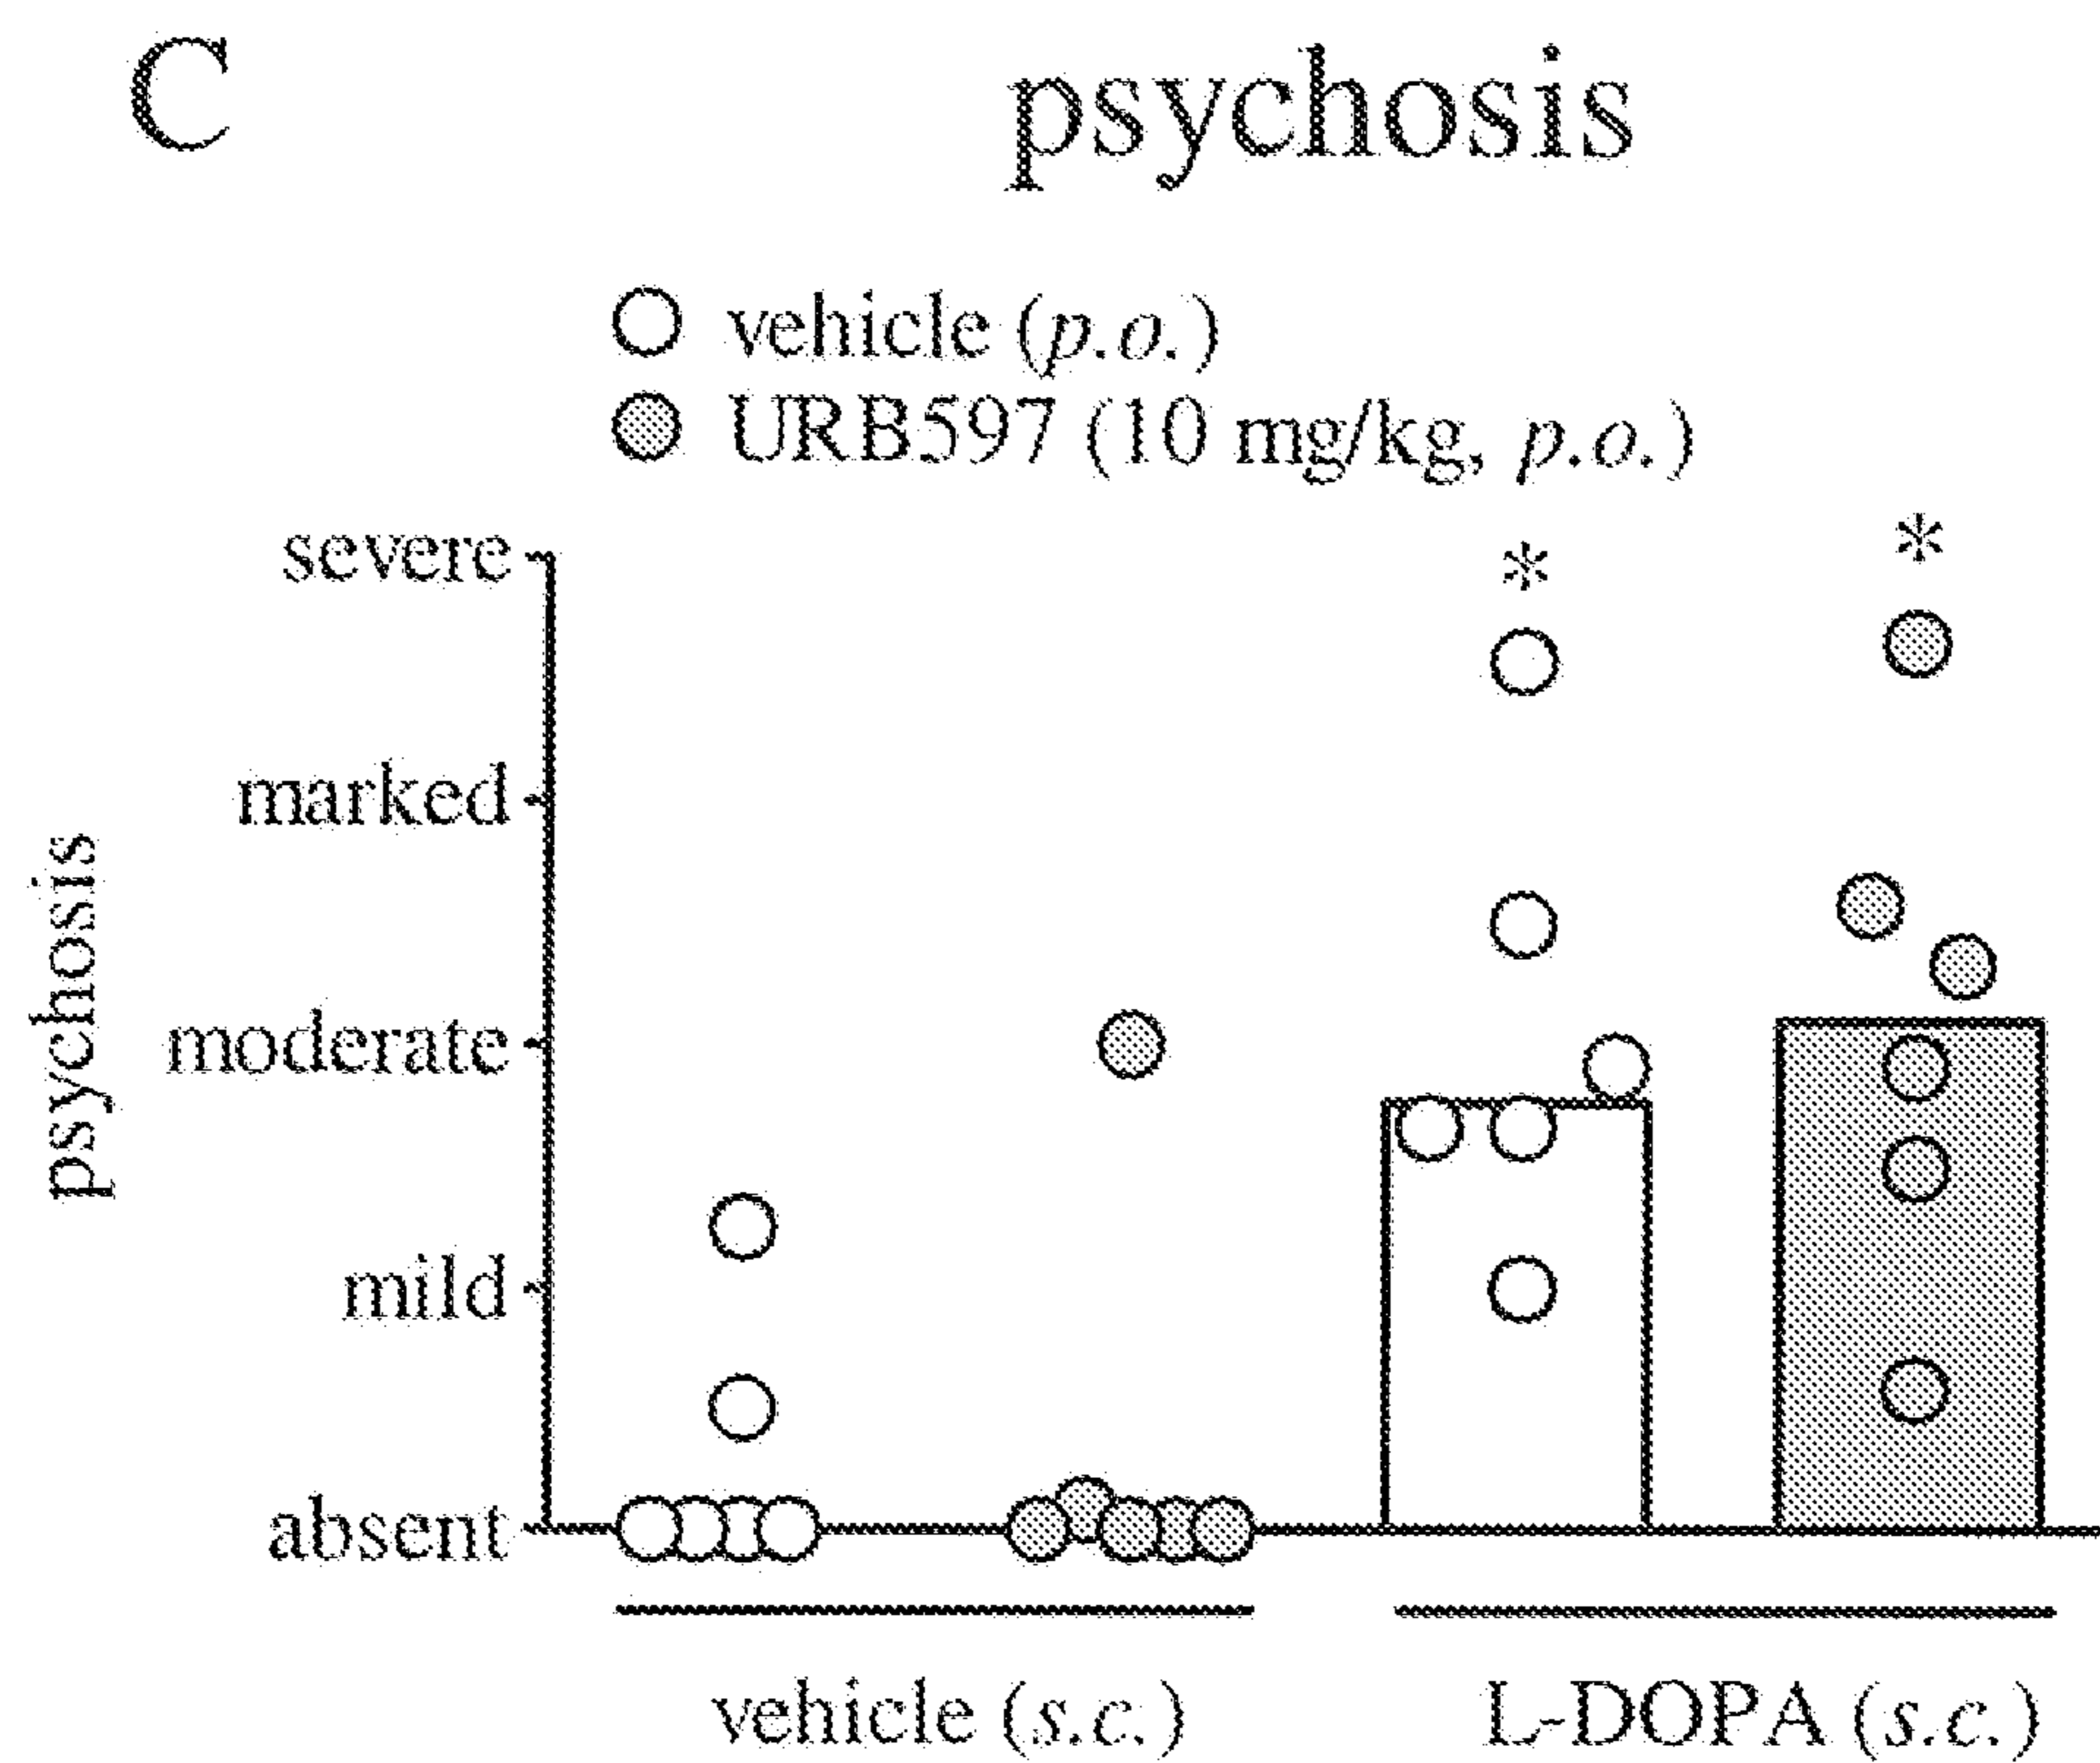 C
psychosis
vehicle (p.o.)
URB597 (10 mg/kg, p.o.)
* *
severe
marked
moderate
mild
absent
psychosis
vehicle (s.c.)
L-DOPA (s.c.)